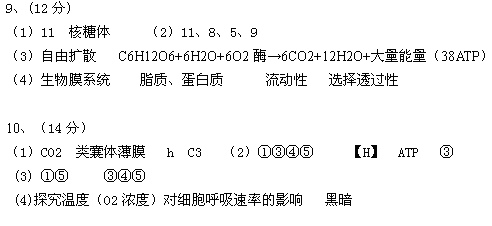 9、(12分)
（1）11 核糖体 （2）11、8、5、9
（3）自由扩散 C6H12O6+6H2O+6O2 酶→6CO2+12H2O+大量能量（38ATP）
（4）生物膜系统 脂质、蛋白质 流动性 选择透过性
10、（14分）
（1）CO2 类囊体薄膜 h C3 （2）①③④⑤ 【H】 ATP ③
（3）①⑤ ③④⑤
（4)探究温度（O2浓度）对细胞呼吸速率的影响 黑暗